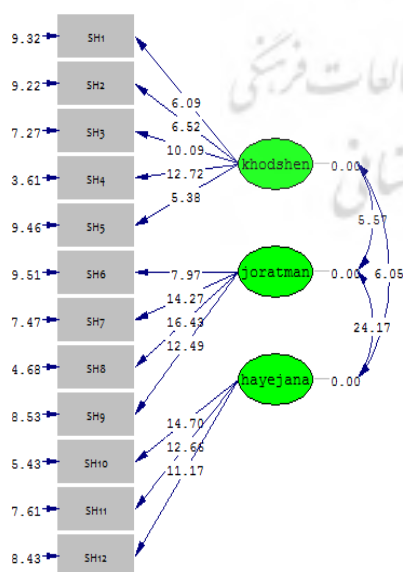 9.32 SH1
9.22 SH2
7.27 SH3
3.61 SH4
9.46 SH5
9.51 SH6
7.47 SH7
4.68 SH8
8.53 SH9
5.43 SH10
7.61 SH11
8.43 SH12
6.09
6.52
10.09
12.72
5.38
7.97
14.27
16.43
12.49
14.70
12.66
11.17
khodshen 0.00
joratman 0.00
hayejana 0.00
5.57
6.05
24.17